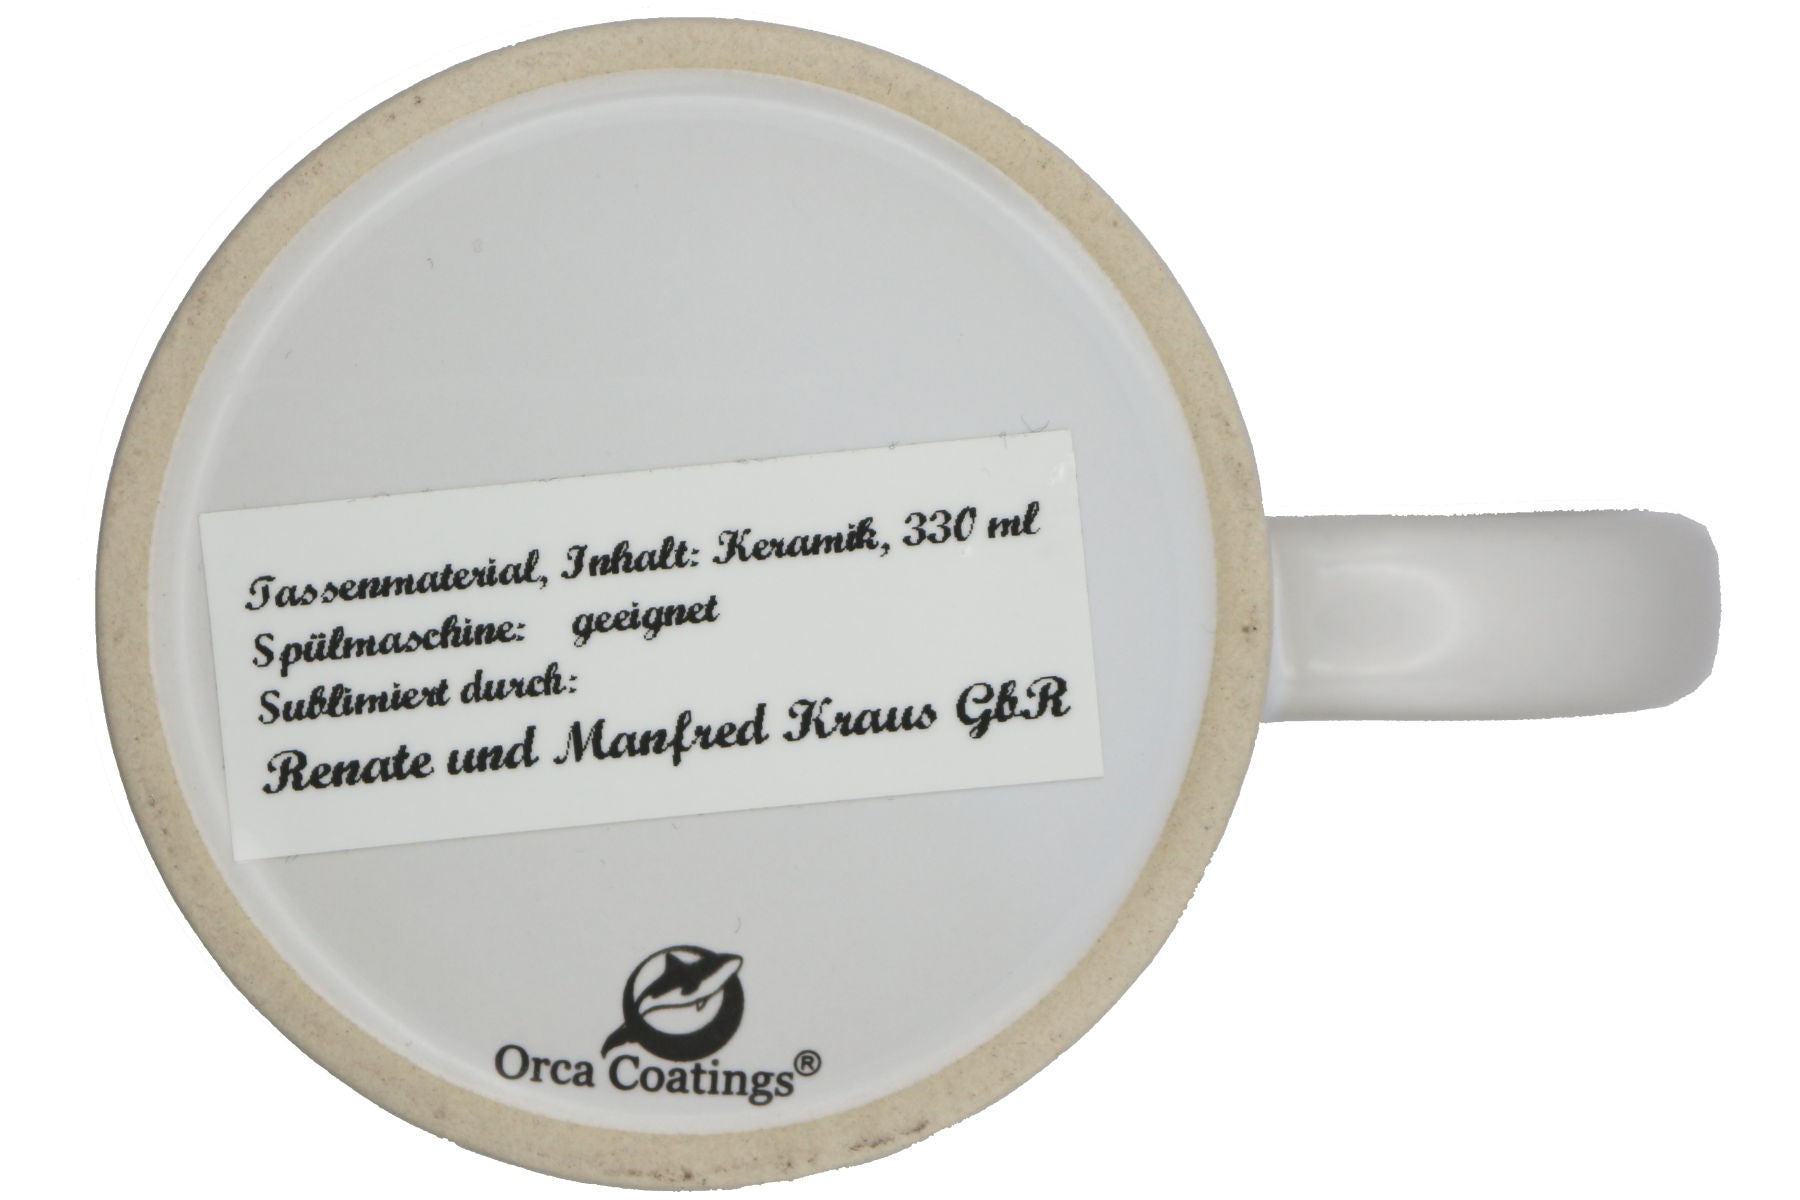 Tassenmaterial, Inhalt: Keramik, 330 ml
Spülmaschine: geeignet
Sublimiert durch:
Renate und Manfred Kraus GbR
Orca Coatings®